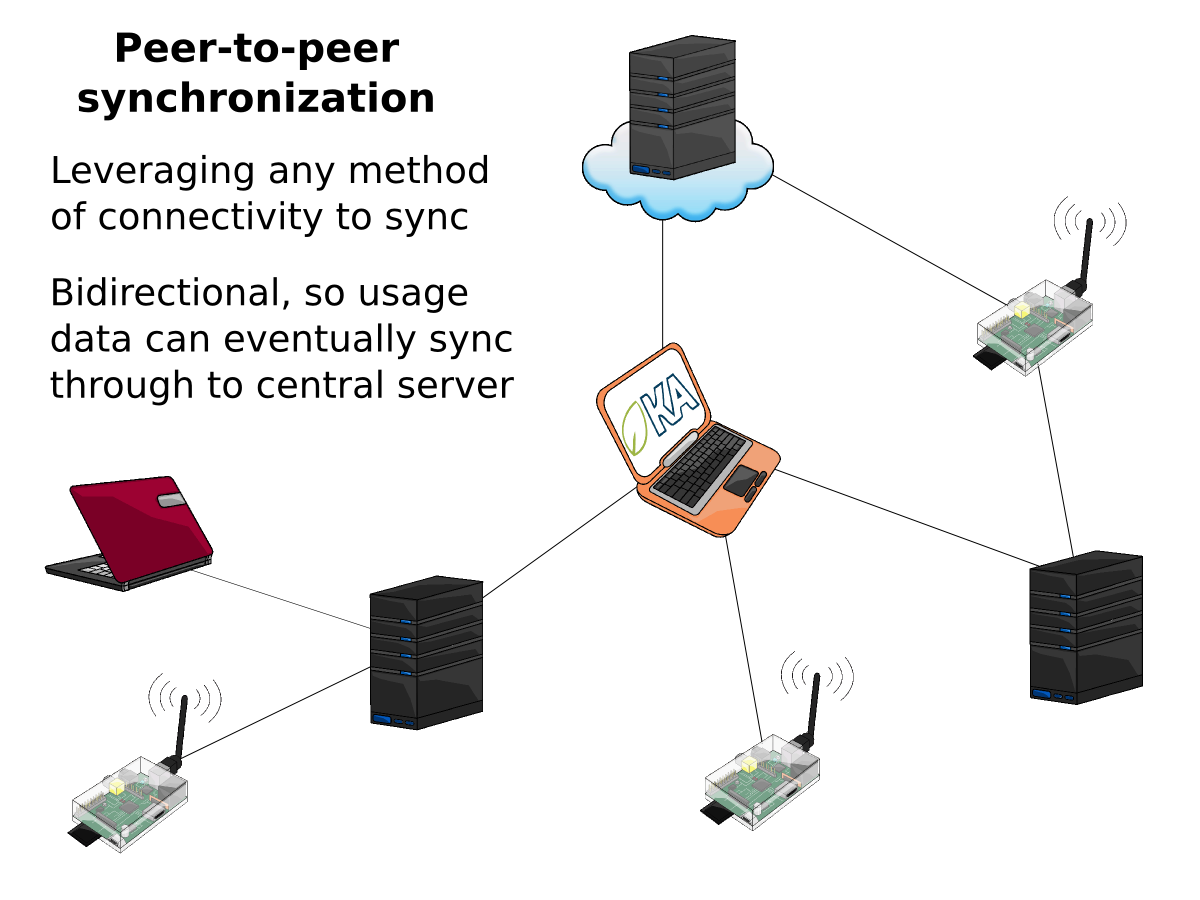 Peer-to-peer
synchronization
Leveraging any method
of connectivity to sync
Bidirectional, so usage
data can eventually sync
through to central server
KA